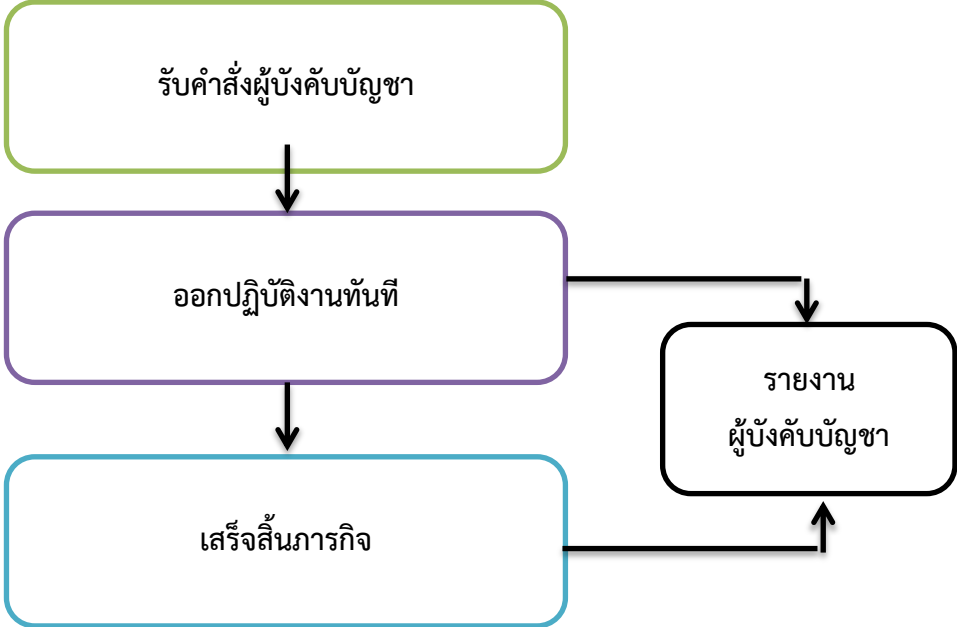 รับคำสั่งผู้บังคับบัญชา
ออกปฏิบัติงานทันที
รายงาน
ผู้บังคับบัญชา
เสร็จสิ้นภารกิจ